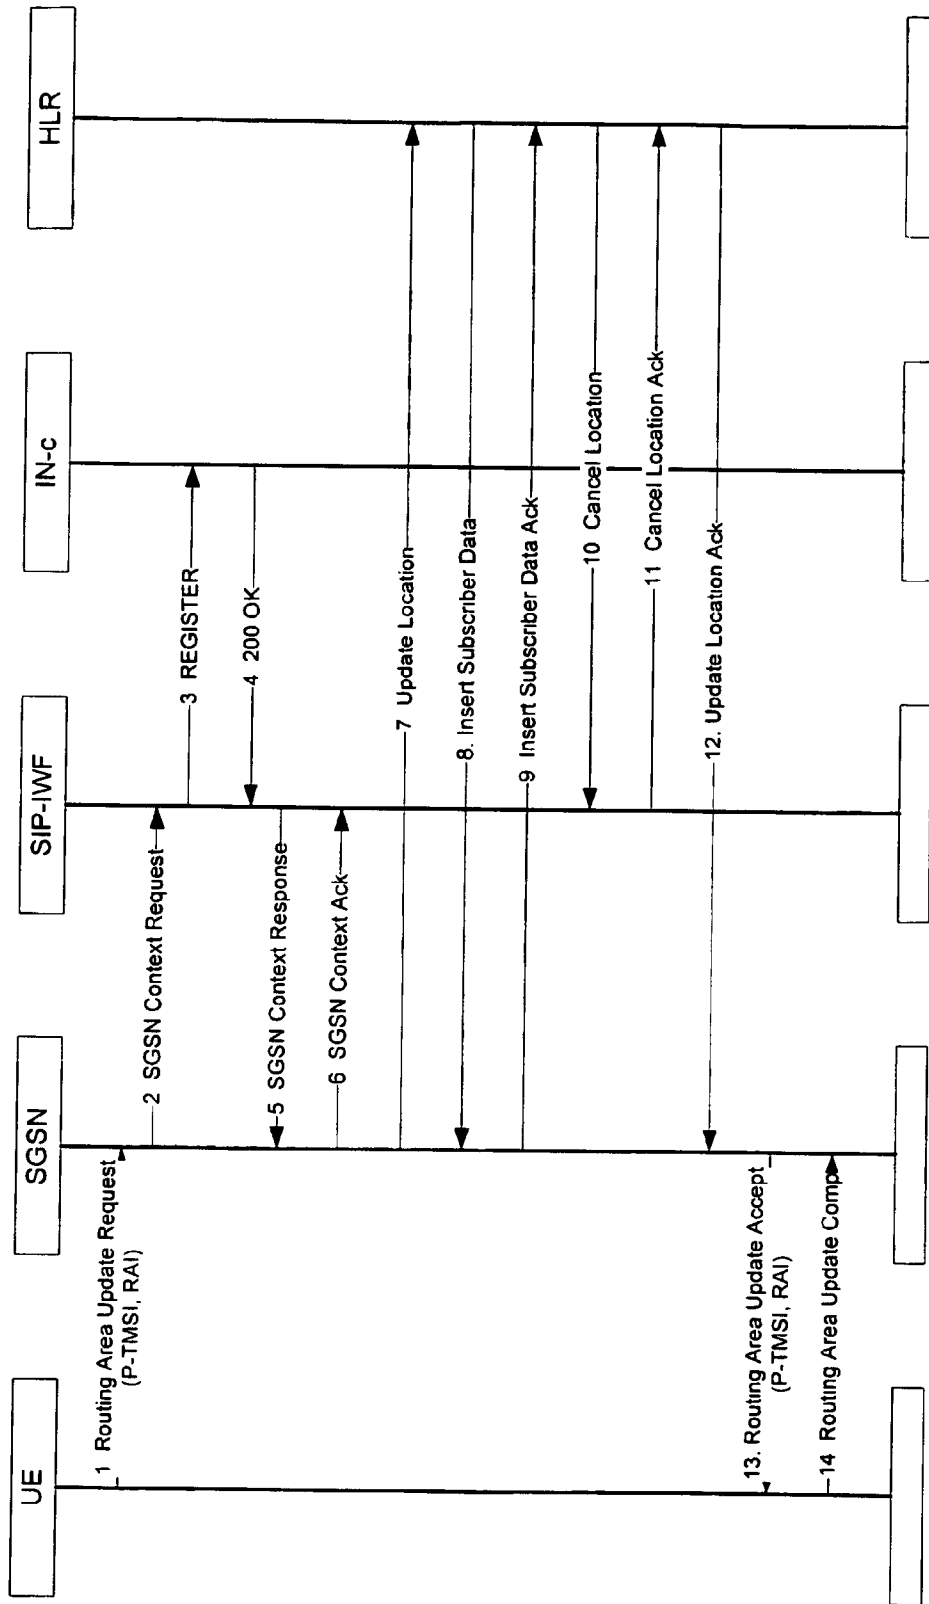 UE
SGSN
SIP-IWF
IN-c
HLR
1 Routing Area Update Request
(P-TMSI, RAI)
2 SGSN Context Request
3 REGISTER
4 200 OK
5 SGSN Context Response
6 SGSN Context Ack
7 Update Location
8. Insert Subscriber Data
9 Insert Subscriber Data Ack
10 Cancel Location
11 Cancel Location Ack
12. Update Location Ack
13. Routing Area Update Accept
(P-TMSI, RAI)
14 Routing Area Update Comp